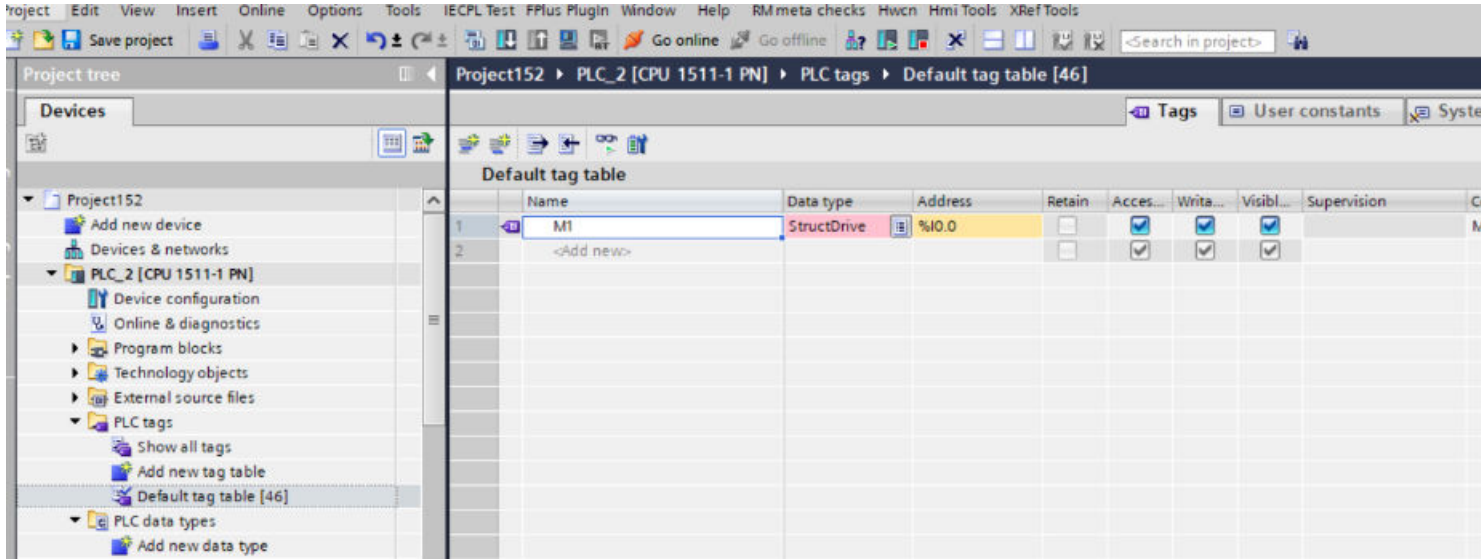 Project Edit View Insert Online Options Tools IECPL Test FPlus Plugin Window Help RM meta checks Hwcn Hmi Tools XRef Tools
Save project Go online Go offline <Search in project>
Project tree
Project152 PLC_2 [CPU 1511-1 PN] PLC tags Default tag table [46]
Devices
Tags User constants Syste
Default tag table
Name Data type Address Retain Acces... Writa... Visibl... Supervision C
1 M1 StructDrive %I0.0 M
2 <Add new>
Project152
Add new device
Devices & networks
PLC_2 [CPU 1511-1 PN]
Device configuration
Online & diagnostics
Program blocks
Technology objects
External source files
PLC tags
Show all tags
Add new tag table
Default tag table [46]
PLC data types
Add new data type